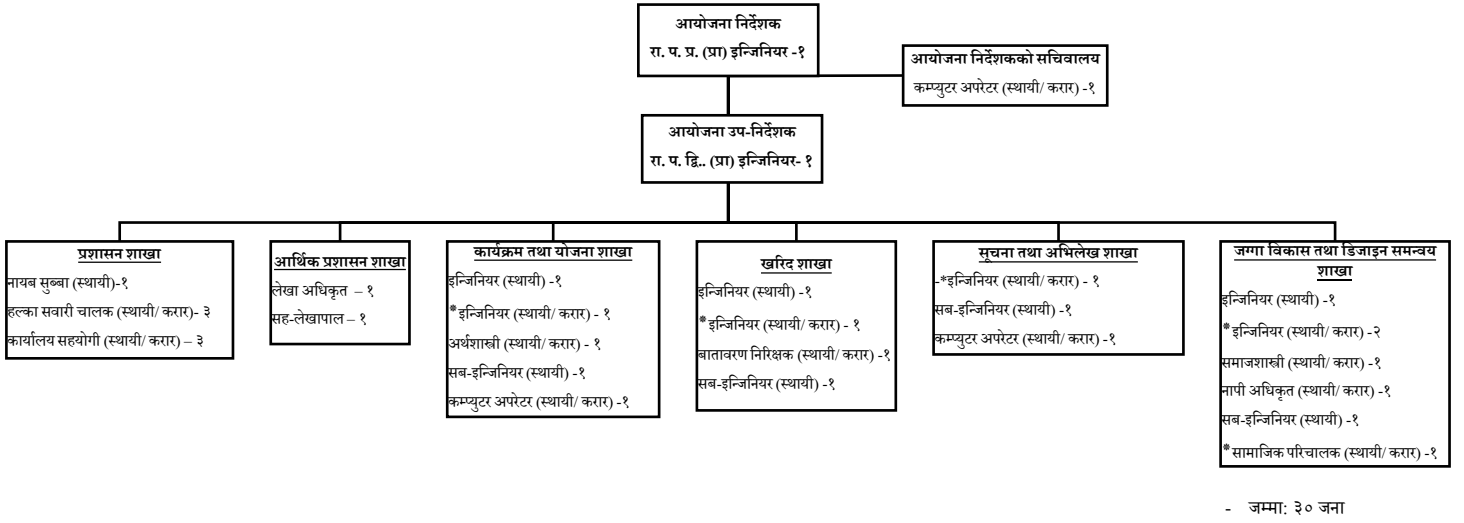 आयोजना निर्देशक
रा. प. प्र. (प्रा) इन्जिनियर -१
आयोजना निर्देशकको सचिवालय
कम्प्युटर अपरेटर (स्थायी/ करार) -१
आयोजना उप-निर्देशक
रा. प. द्वि.. (प्रा) इन्जिनियर- १
प्रशासन शाखा
नायब सुब्बा (स्थायी)-१
हल्का सवारी चालक (स्थायी/ करार)- ३
कार्यालय सहयोगी (स्थायी/ करार) – ३
आर्थिक प्रशासन शाखा
लेखा अधिकृत – १
सह-लेखापाल – १
कार्यक्रम तथा योजना शाखा
इन्जिनियर (स्थायी) -१
*इन्जिनियर (स्थायी/ करार) - १
अर्थशास्त्री (स्थायी/ करार) - १
सब-इन्जिनियर (स्थायी) -१
कम्प्युटर अपरेटर (स्थायी/ करार) -१
खरिद शाखा
इन्जिनियर (स्थायी) -१
*इन्जिनियर (स्थायी/ करार) - १
बातावरण निरिक्षक (स्थायी/ करार) -१
सब-इन्जिनियर (स्थायी) -१
सूचना तथा अभिलेख शाखा
-*इन्जिनियर (स्थायी/ करार) - १
सब-इन्जिनियर (स्थायी) -१
कम्प्युटर अपरेटर (स्थायी/ करार) -१
जग्गा विकास तथा डिजाइन समन्वय
शाखा
इन्जिनियर (स्थायी) -१
*इन्जिनियर (स्थायी/ करार) -२
समाजशास्त्री (स्थायी/ करार) -१
नापी अधिकृत (स्थायी/ करार) -१
सब-इन्जिनियर (स्थायी) -१
*सामाजिक परिचालक (स्थायी/ करार) -१
- जम्मा: ३० जना